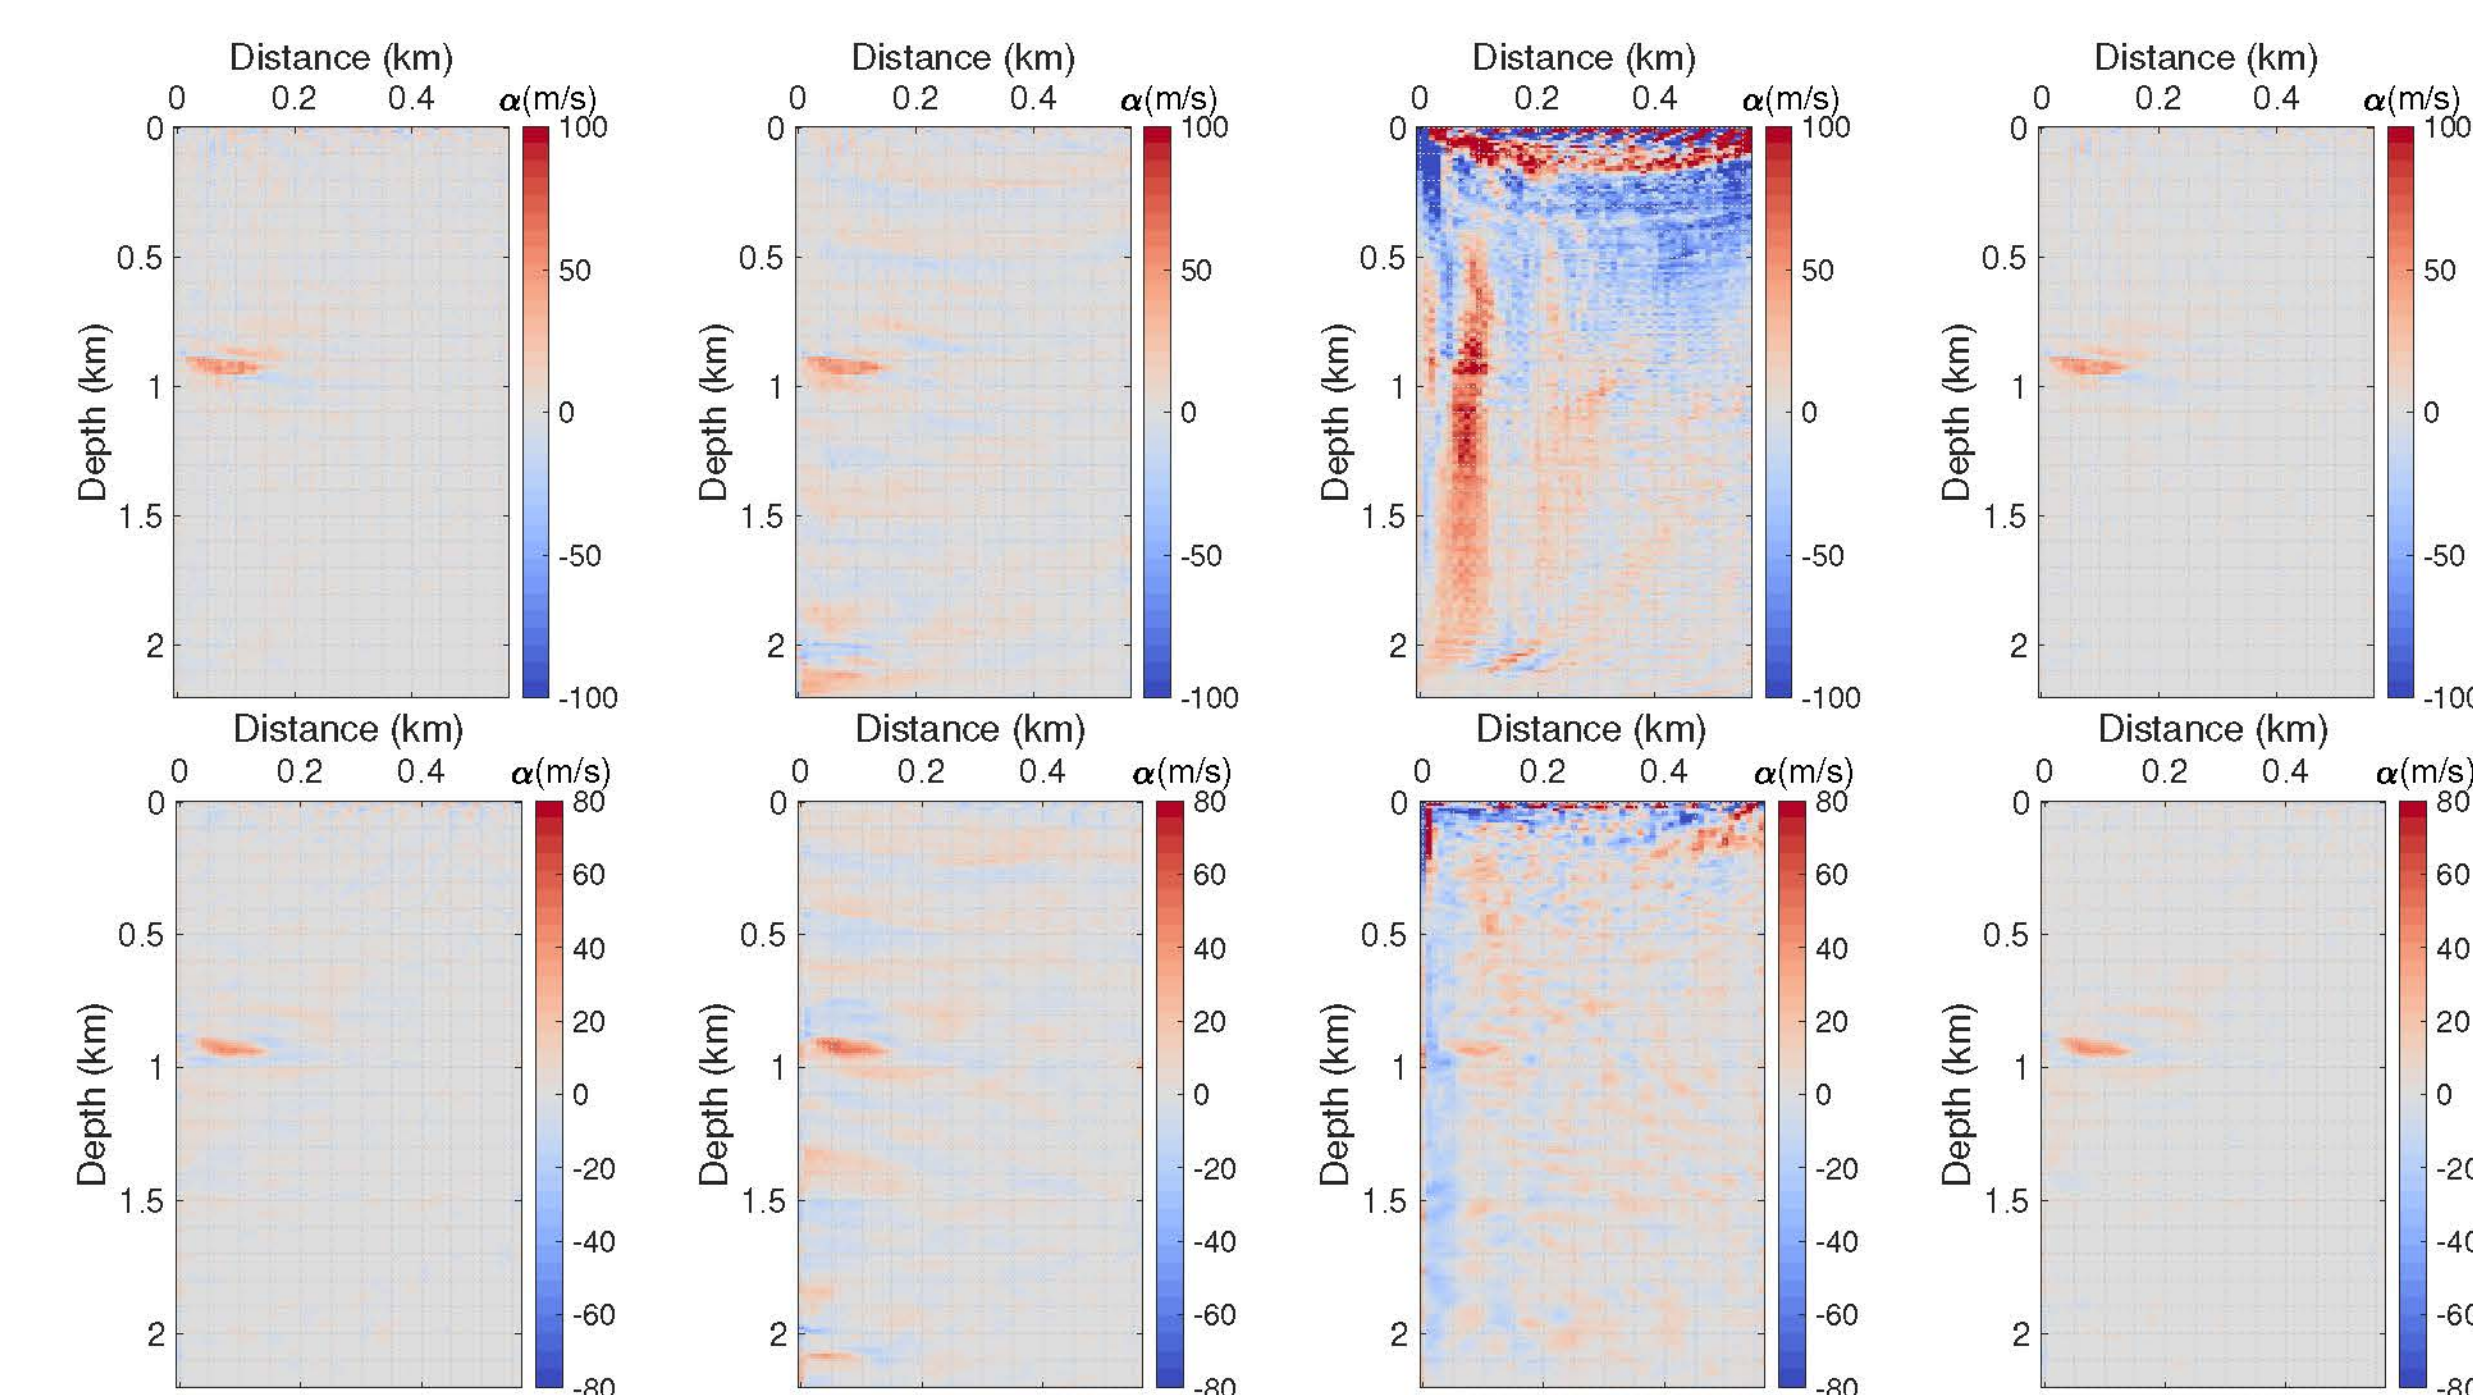 Distance (km) Distance (km) Distance (km) Distance (km)
0 0.2 0.4 α(m/s) 0 0.2 0.4 α(m/s) 0 0.2 0.4 α(m/s) 0 0.2 0.4 α(m/s)
0 100 0 100 0 100 0 100
0.5 50 0.5 50 0.5 50 0.5 50
Depth (km) Depth (km) Depth (km) Depth (km)
1 0 1 0 1 0 1 0
1.5 -50 1.5 -50 1.5 -50 1.5 -50
2 -100 2 -100 2 -100 2 -100
Distance (km) Distance (km) Distance (km) Distance (km)
0 0.2 0.4 α(m/s) 0 0.2 0.4 α(m/s) 0 0.2 0.4 α(m/s) 0 0.2 0.4 α(m/s)
0 80 0 80 0 80 0 80
60 60 60 60
0.5 40 0.5 40 0.5 40 0.5 40
20 20 20 20
Depth (km) Depth (km) Depth (km) Depth (km)
1 0 1 0 1 0 1 0
-20 -20 -20 -20
1.5 -40 1.5 -40 1.5 -40 1.5 -40
-60 -60 -60 -60
2 -80 2 -80 2 -80 2 -80